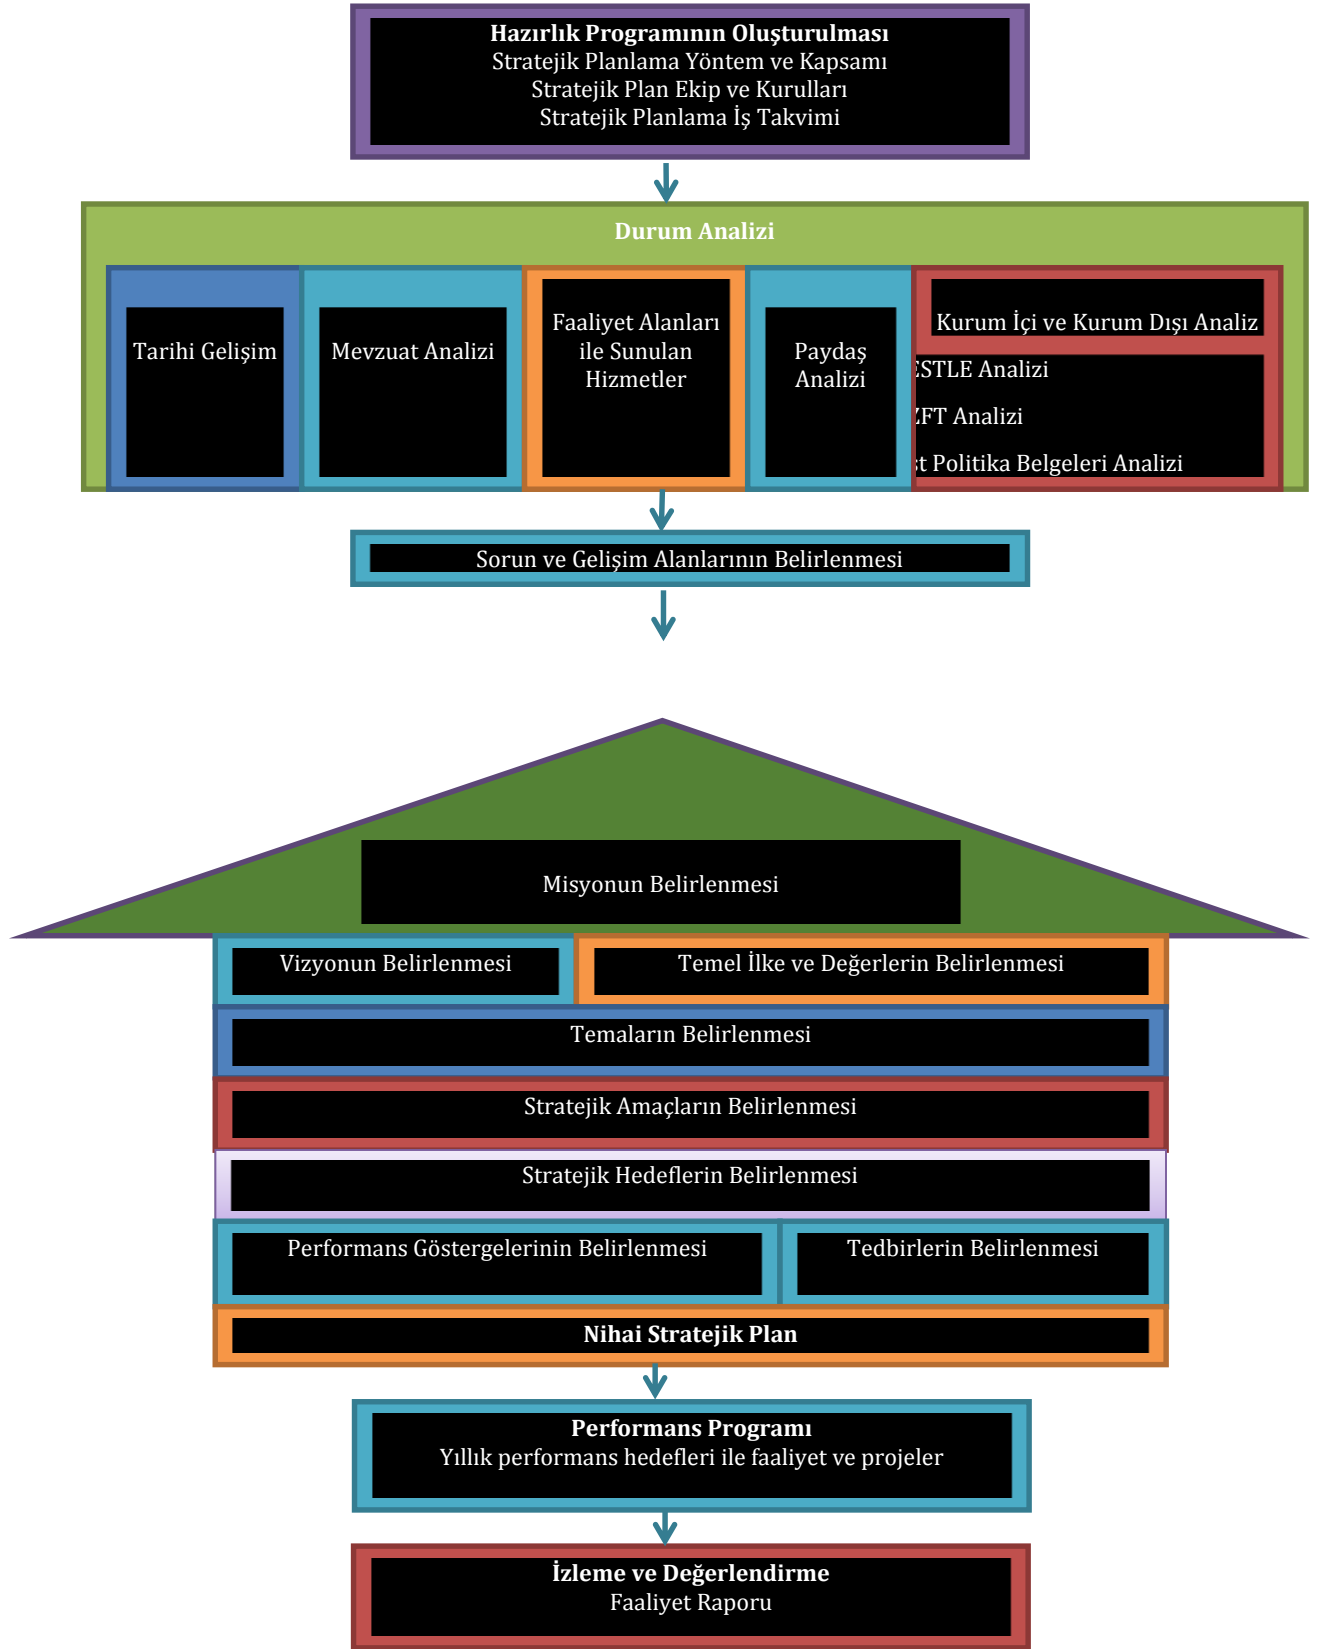 Hazırlık Programının Oluşturulması
Stratejik Planlama Yöntem ve Kapsamı
Stratejik Plan Ekip ve Kurulları
Stratejik Planlama İş Takvimi
Durum Analizi
Tarihi Gelişim
Mevzuat Analizi
Faaliyet Alanları
ile Sunulan
Hizmetler
Paydaş
Analizi
Kurum İçi ve Kurum Dışı Analiz
ESTLE Analizi
ZFT Analizi
st Politika Belgeleri Analizi
Sorun ve Gelişim Alanlarının Belirlenmesi
Misyonun Belirlenmesi
Vizyonun Belirlenmesi
Temel İlke ve Değerlerin Belirlenmesi
Temaların Belirlenmesi
Stratejik Amaçların Belirlenmesi
Stratejik Hedeflerin Belirlenmesi
Performans Göstergelerinin Belirlenmesi
Tedbirlerin Belirlenmesi
Nihai Stratejik Plan
Performans Programı
Yıllık performans hedefleri ile faaliyet ve projeler
İzleme ve Değerlendirme
Faaliyet Raporu